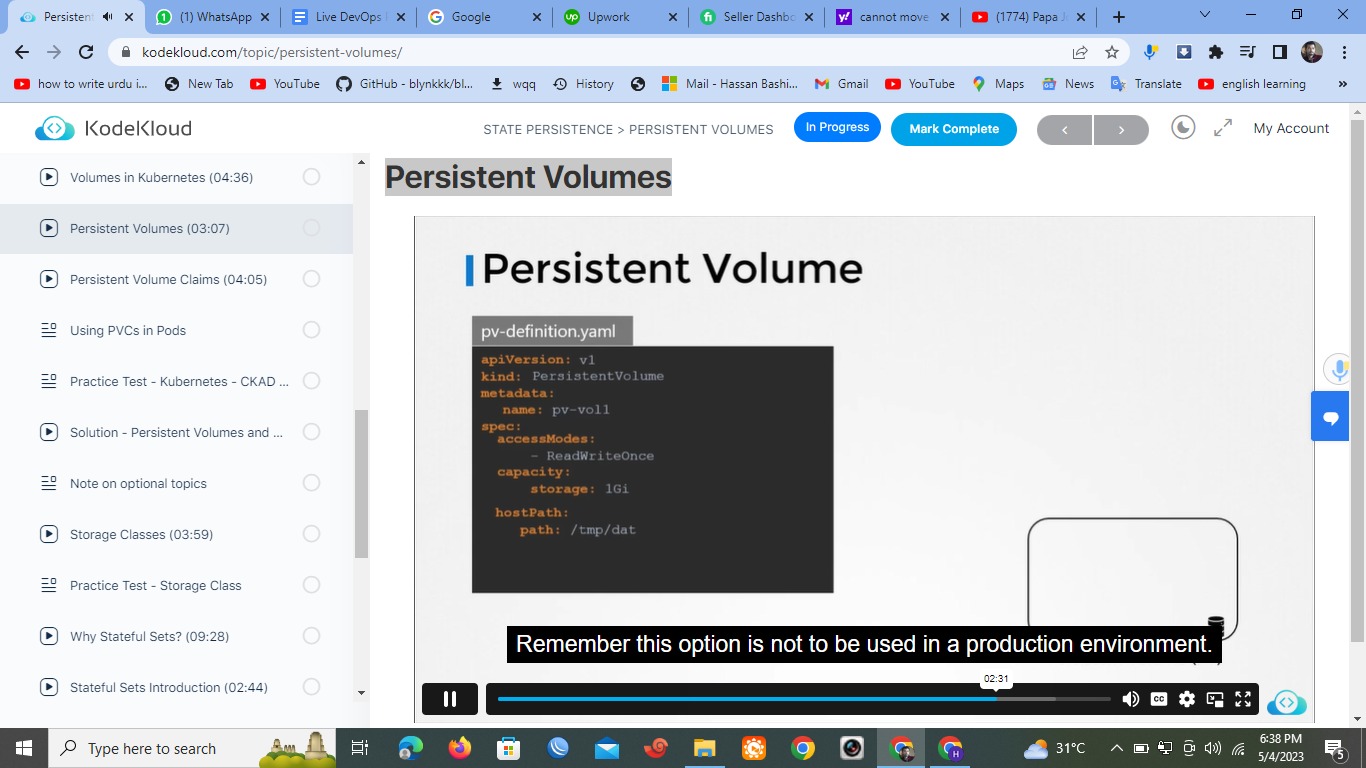 Persistent
(1) WhatsApp
Live DevOps
Google
Upwork
Seller Dashbo
cannot move
(1774) Papa J
kodekloud.com/topic/persistent-volumes/
how to write urdu i...
New Tab
YouTube
GitHub - blynkkk/bl...
wqq
History
Mail - Hassan Bashi...
Gmail
YouTube
Maps
News
Translate
english learning
»
KodeKloud
STATE PERSISTENCE > PERSISTENT VOLUMES
In Progress
Mark Complete
<
>
My Account
Volumes in Kubernetes (04:36)
Persistent Volumes (03:07)
Persistent Volume Claims (04:05)
Using PVCs in Pods
Practice Test - Kubernetes - CKAD ...
Solution - Persistent Volumes and ...
Note on optional topics
Storage Classes (03:59)
Practice Test - Storage Class
Why Stateful Sets? (09:28)
Stateful Sets Introduction (02:44)
Persistent Volumes
Persistent Volume
pv-definition.yaml
apiVersion: v1
kind: PersistentVolume
metadata:
name: pv-vol1
spec:
accessModes:
- ReadWriteOnce
capacity:
storage: 1Gi
hostPath:
path: /tmp/dat
Remember this option is not to be used in a production environment.
02:31
cc
Type here to search
H
31°C
6:38 PM
5/4/2023
5